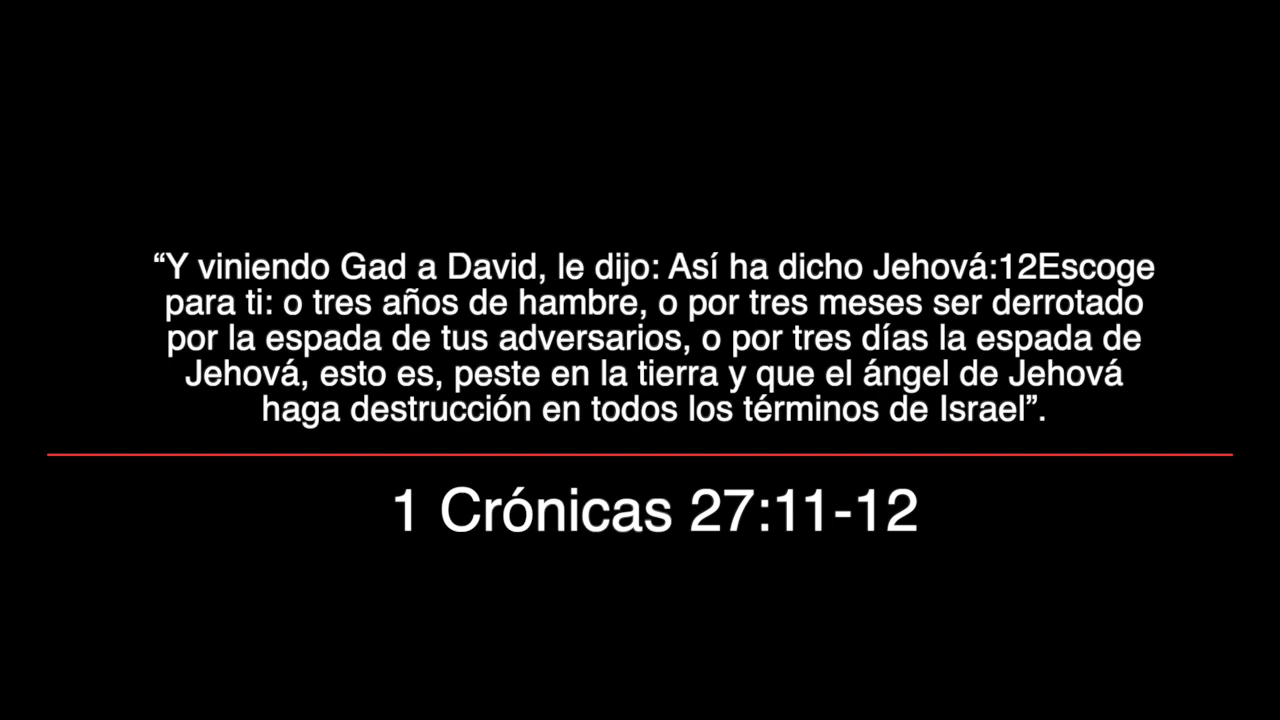 “Y viniendo Gad a David, le dijo: Así ha dicho Jehová:12Escoge
para ti: o tres años de hambre, o por tres meses ser derrotado
por la espada de tus adversarios, o por tres días la espada de
Jehová, esto es, peste en la tierra y que el ángel de Jehová
haga destrucción en todos los términos de Israel”.
1 Crónicas 27:11-12